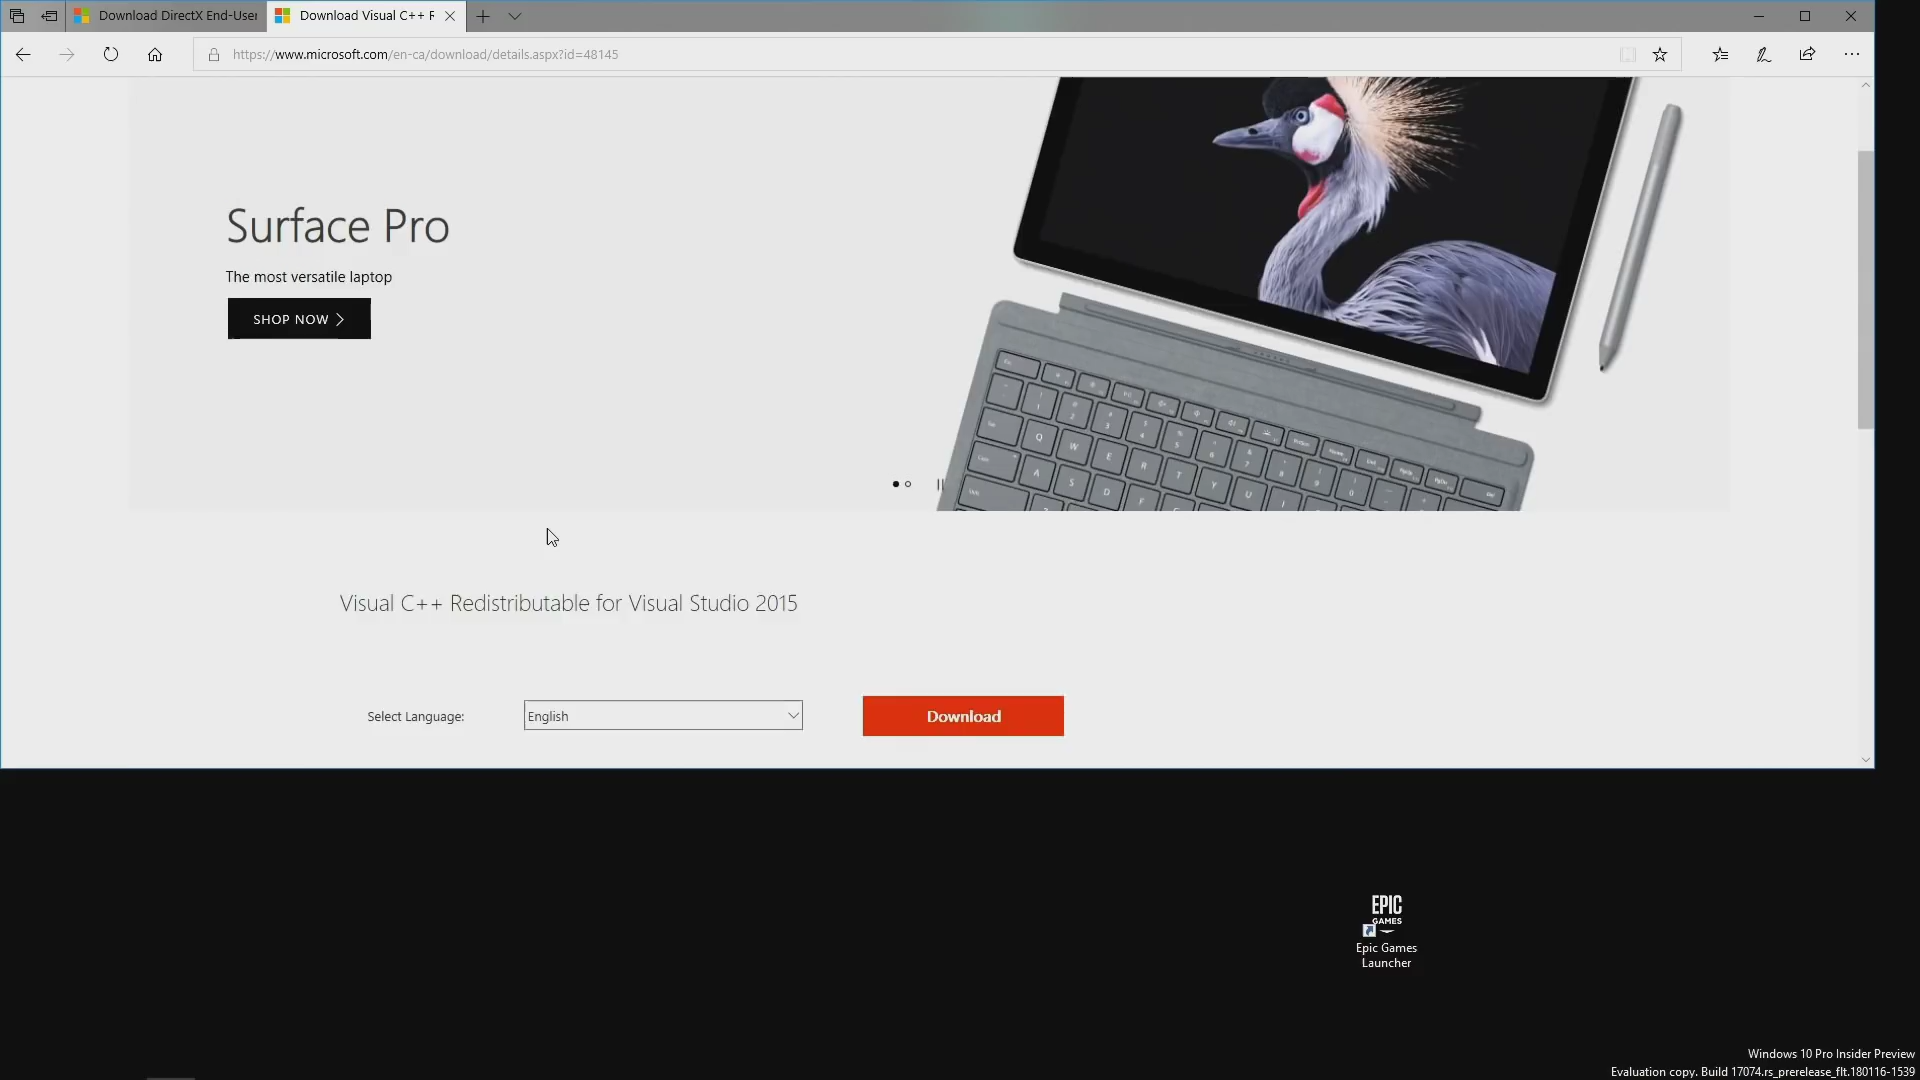 Download DirectX End-User
Download Visual C++ R
https://www.microsoft.com/en-ca/download/details.aspx?id=48145
Surface Pro
The most versatile laptop
SHOP NOW
Visual C++ Redistributable for Visual Studio 2015
Select Language:
English
Download
EPIC
GAMES
Epic Games
Launcher
Windows 10 Pro Insider Preview
Evaluation copy. Build 17074.rs_prerelease_flt.180116-1539